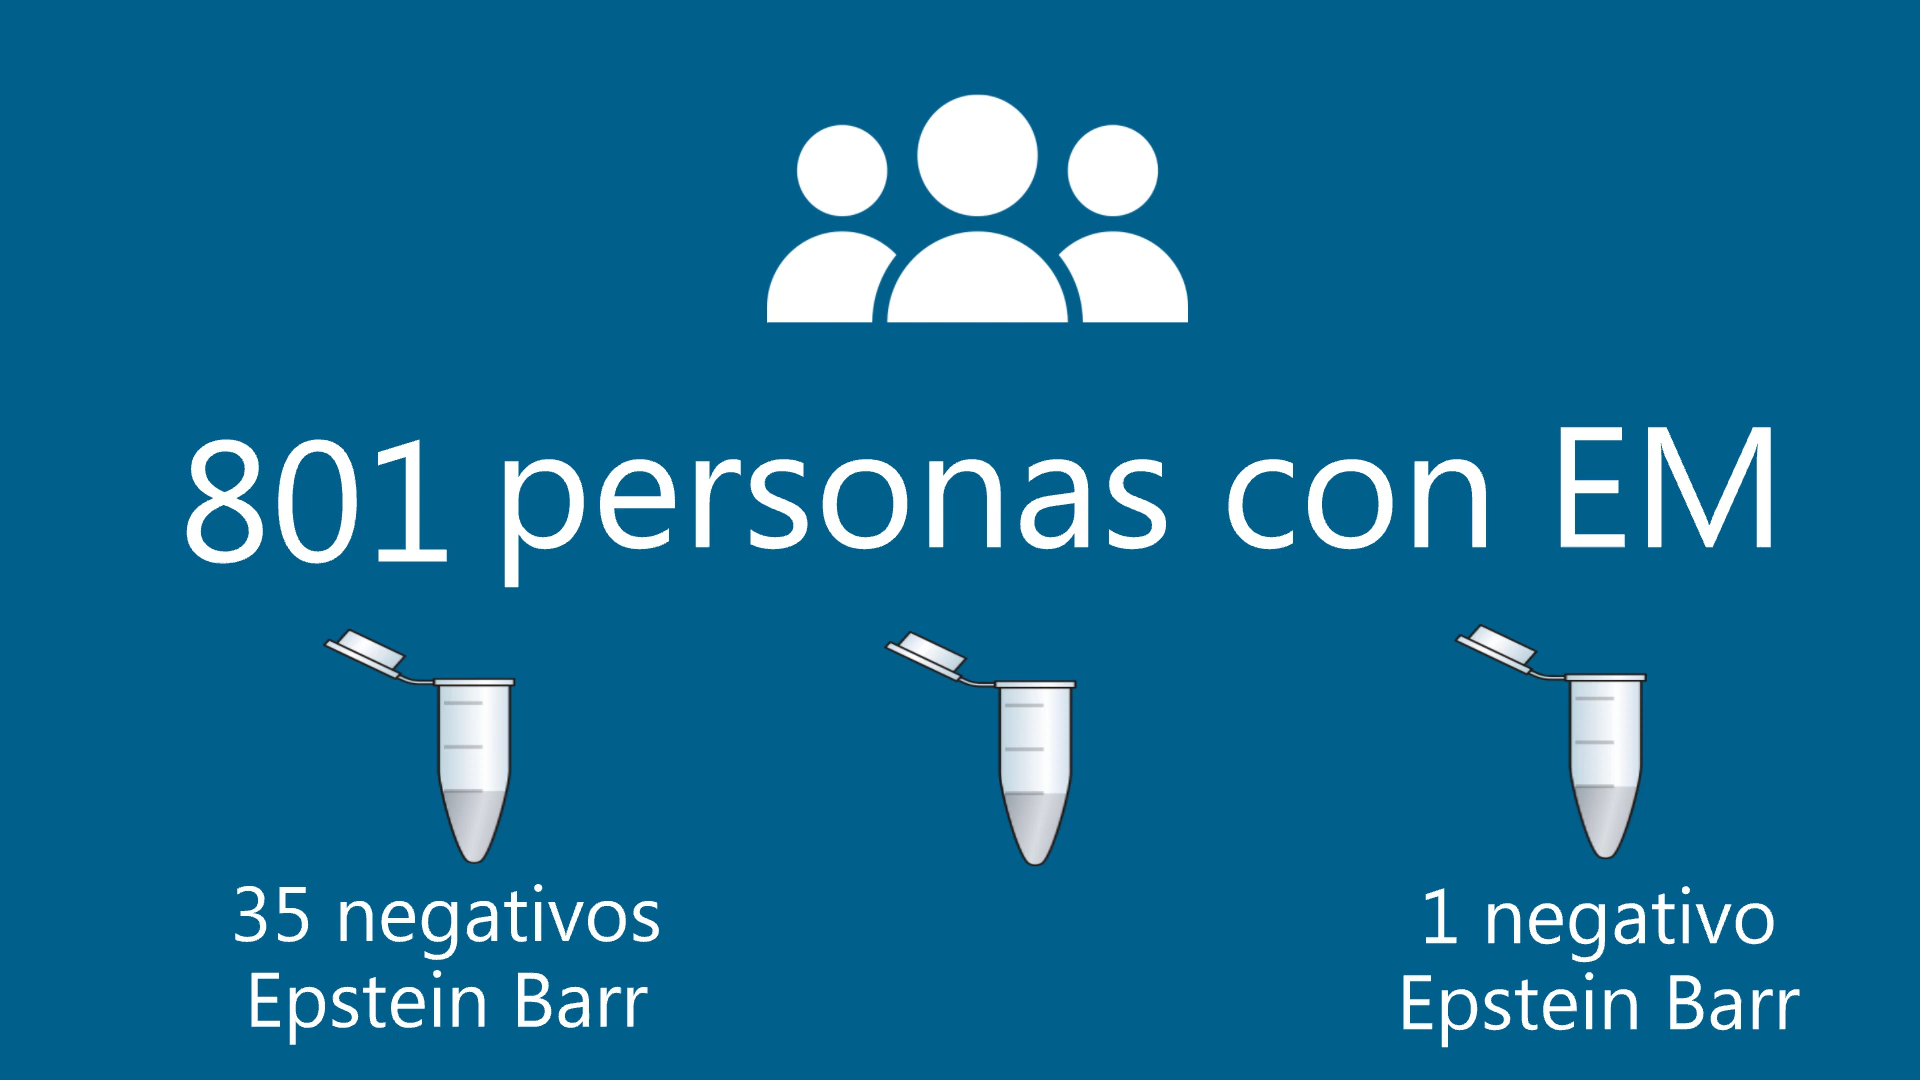 801 personas con EM
35 negativos
Epstein Barr
1 negativo
Epstein Barr